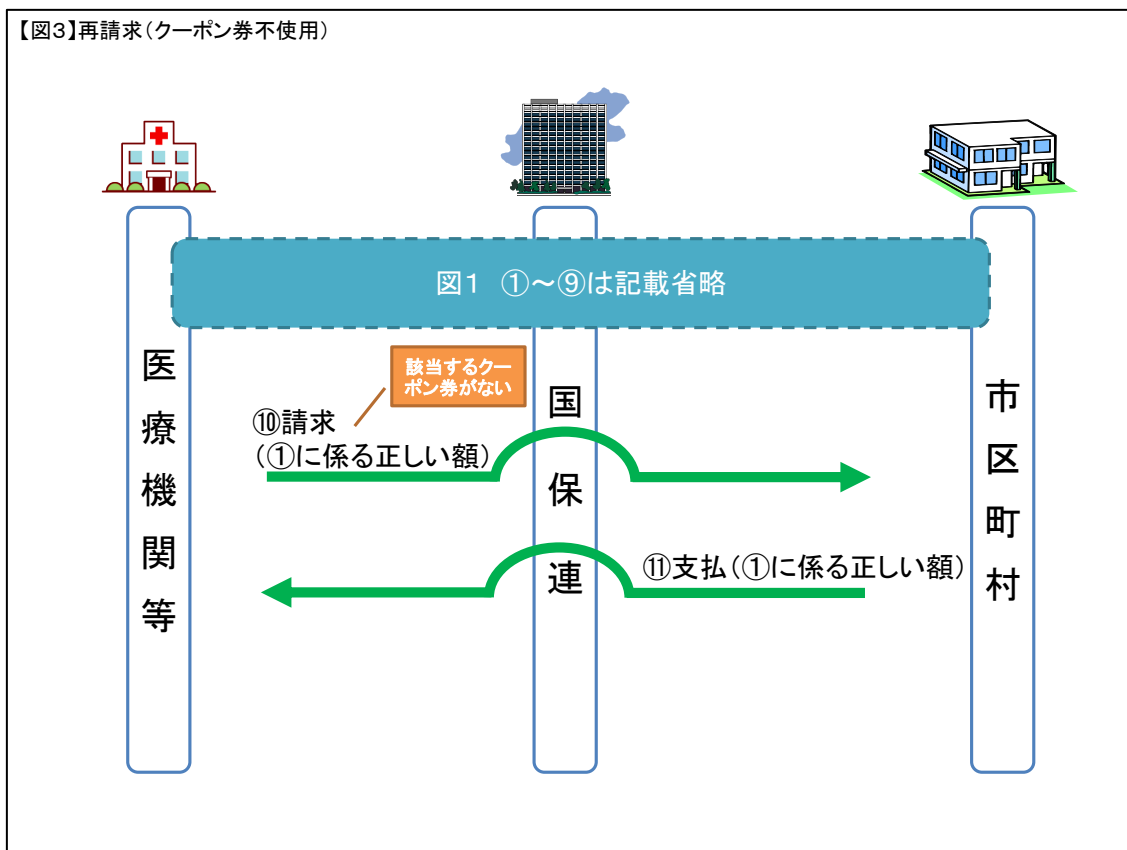 【図3】再請求(クーポン券不使用)
図1 ①～⑨は記載省略
該当するクー
ポン券がない
⑩請求
(①に係る正しい額)
⑪支払(①に係る正しい額)
医療機関等
国保連
市区町村